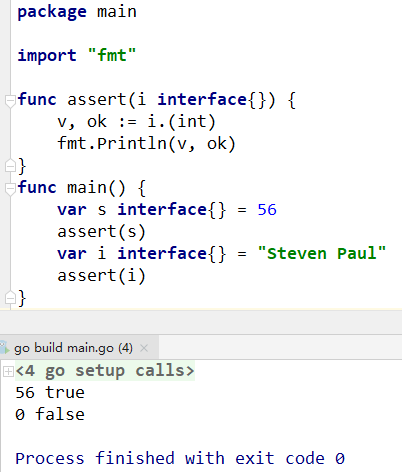 package main
import "fmt"
func assert(i interface{}) {
    v, ok := i.(int)
    fmt.Println(v, ok)
}
func main() {
    var s interface{} = 56
    assert(s)
    var i interface{} = "Steven Paul"
    assert(i)
}
go build main.go (4)
<4 go setup calls>
56 true
0 false
Process finished with exit code 0